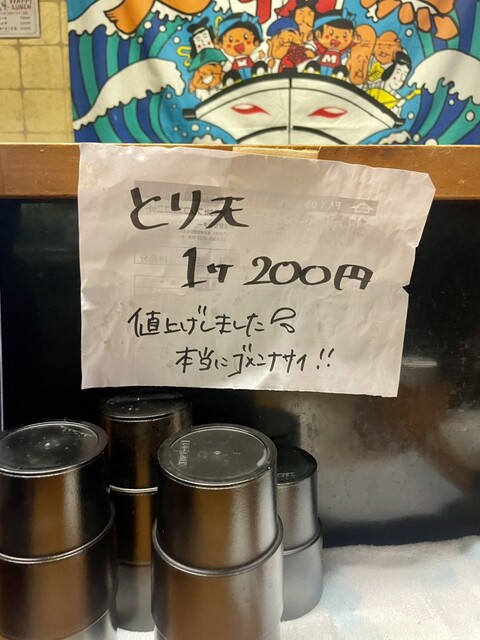 とり天
1ケ 200円
値上げしました
本当にゴメンナサイ!!